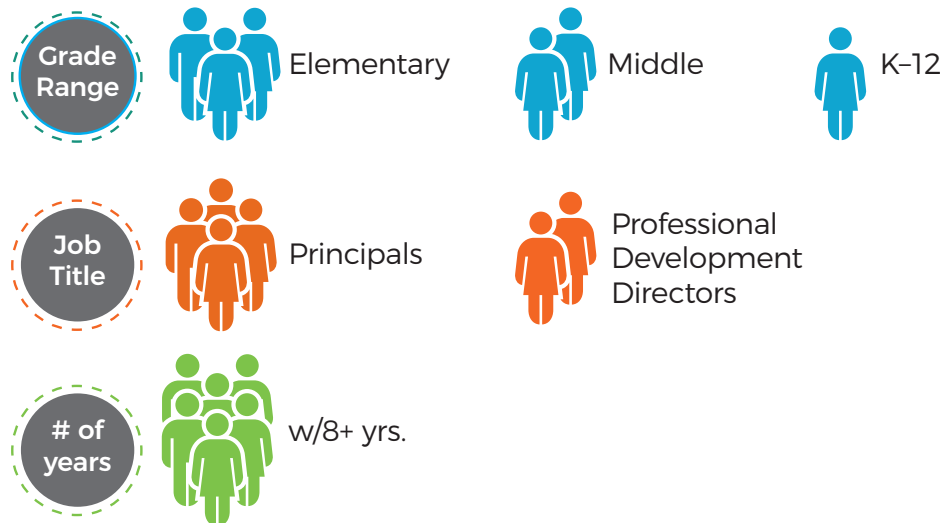 Grade
Range
Elementary
Middle
K–12
Job
Title
Principals
Professional
Development
Directors
# of
years
w/8+ yrs.